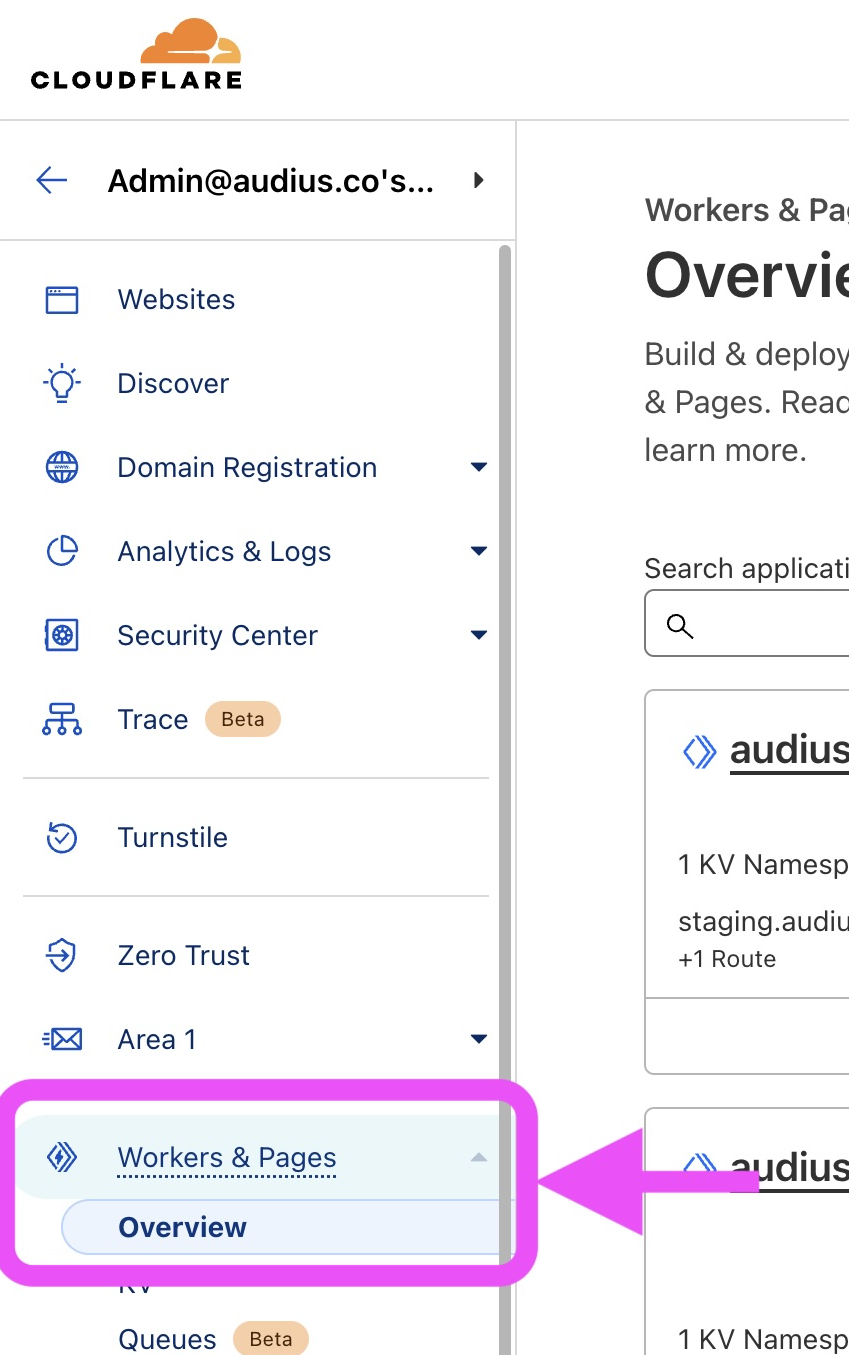 CLOUDFLARE
Admin@audius.co's...
Websites
Discover
Domain Registration
Analytics & Logs
Security Center
Trace Beta
Turnstile
Zero Trust
Area 1
Workers & Pages
Overview
KV
Queues Beta
Workers & Pa
Overvie
Build & deploy
& Pages. Read
learn more.
Search applicati
audius
1 KV Namesp
staging.audiu
+1 Route
audius
1 KV Namesp